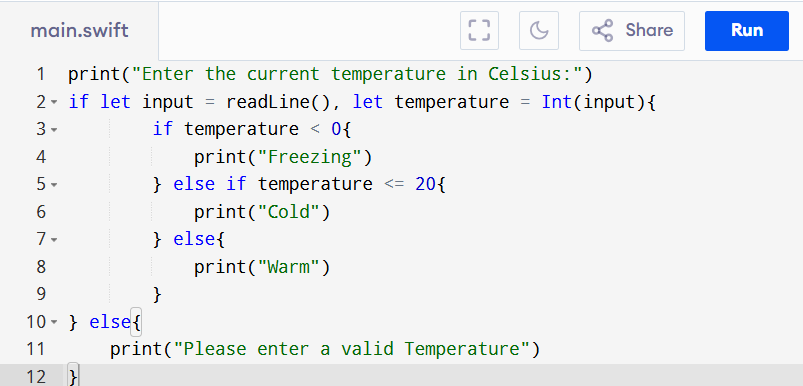 main.swift Share Run
1 print("Enter the current temperature in Celsius:")
2 if let input = readLine(), let temperature = Int(input){
3 if temperature < 0{
4 print("Freezing")
5 } else if temperature <= 20{
6 print("Cold")
7 } else{
8 print("Warm")
9 }
10 } else{
11 print("Please enter a valid Temperature")
12 }